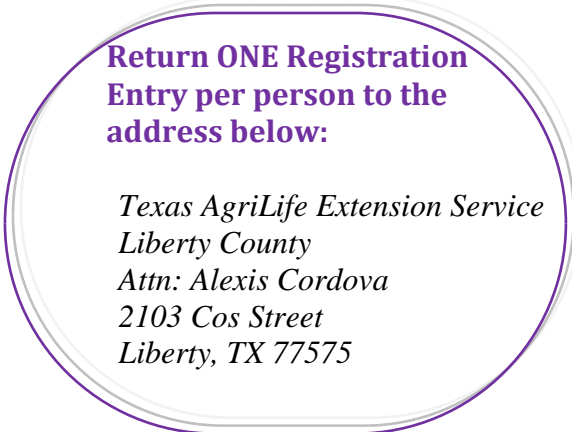 Return ONE Registration
Entry per person to the
address below:
Texas AgriLife Extension Service
Liberty County
Attn: Alexis Cordova
2103 Cos Street
Liberty, TX 77575